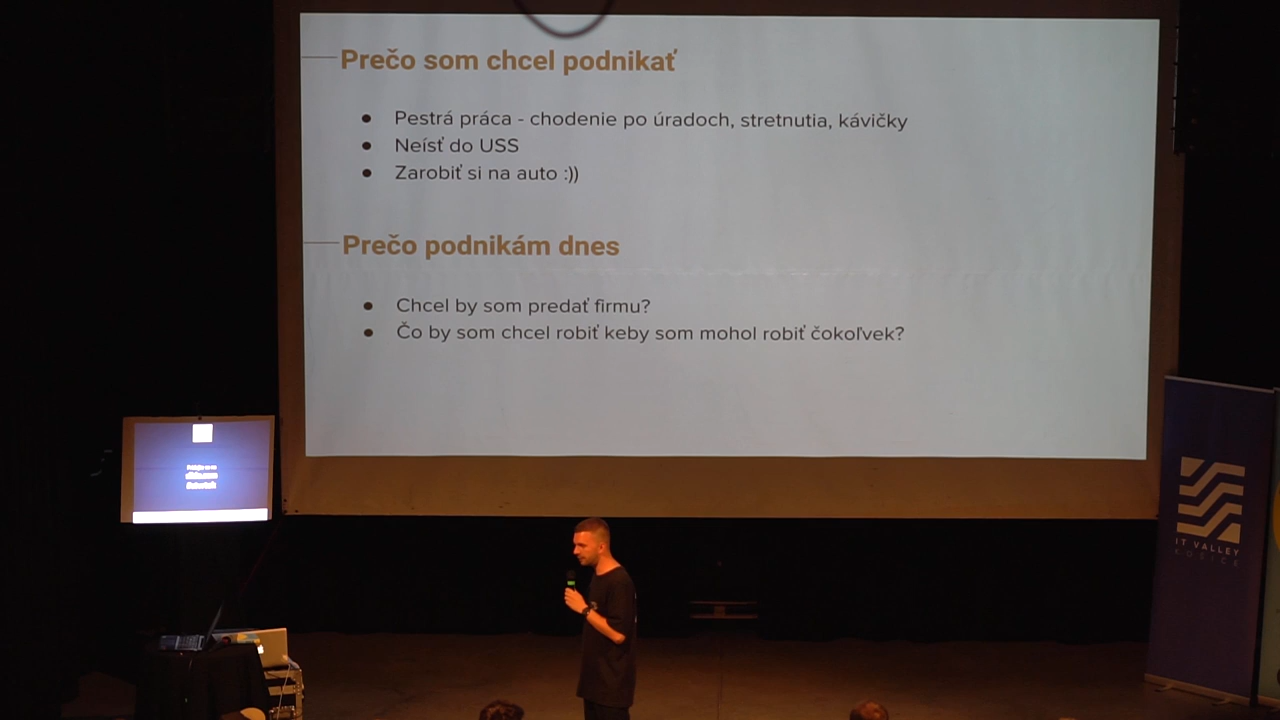 Prečo som chcel podnikať
● Pestrá práca - chodenie po úradoch, stretnutia, kávičky
● Neísť do USS
● Zarobiť si na auto :))
Prečo podnikám dnes
● Chcel by som predať firmu?
● Čo by som chcel robiť keby som mohol robiť čokoľvek?
IT VALLEY
KOŠICE